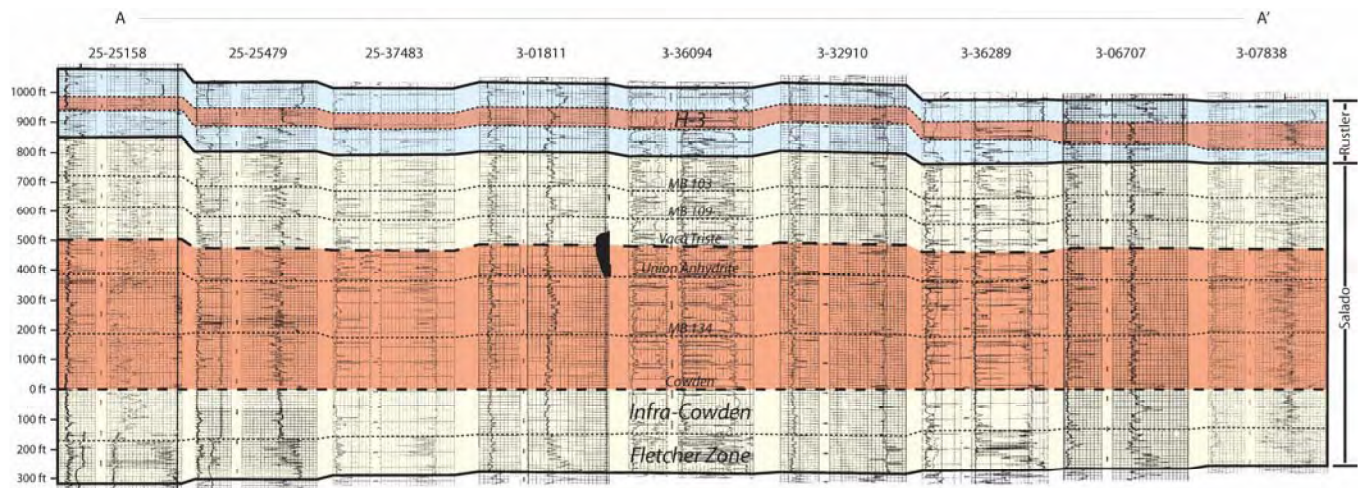 A A'
25-25158 25-25479 25-37483 3-01811 3-36094 3-32910 3-36289 3-06707 3-07838
1000 ft
900 ft
H-3
Rustler
800 ft
700 ft
MB 103
600 ft
MB 109
500 ft
Vaca Triste
400 ft
Union Anhydrite
300 ft
Salado
200 ft
MB 134
100 ft
0 ft
Cowden
100 ft
Infra-Cowden
200 ft
Fletcher Zone
300 ft